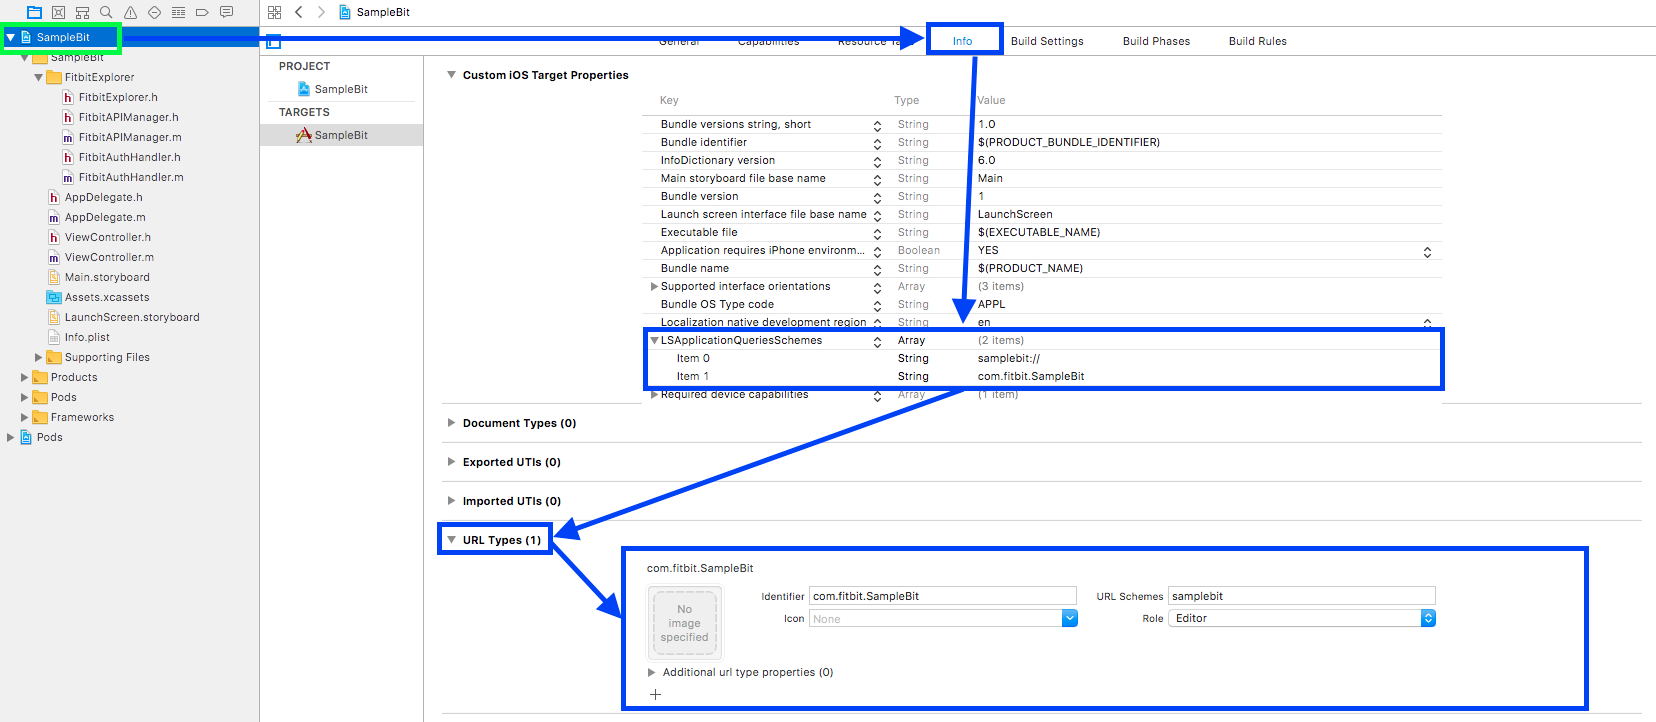 SampleBit
SampleBit
SampleBit
FitbitExplorer
FitbitExplorer.h
FitbitAPIManager.h
FitbitAPIManager.m
FitbitAuthHandler.h
FitbitAuthHandler.m
AppDelegate.h
AppDelegate.m
ViewController.h
ViewController.m
Main.storyboard
Assets.xcassets
LaunchScreen.storyboard
Info.plist
Supporting Files
Products
Pods
Frameworks
Pods
General Capabilities Resource Info Build Settings Build Phases Build Rules
PROJECT
SampleBit
TARGETS
SampleBit
Custom iOS Target Properties
Key Type Value
Bundle versions string, short String 1.0
Bundle identifier String $(PRODUCT_BUNDLE_IDENTIFIER)
InfoDictionary version String 6.0
Main storyboard file base name String Main
Bundle version String 1
Launch screen interface file base name String LaunchScreen
Executable file String $(EXECUTABLE_NAME)
Application requires iPhone environm... Boolean YES
Bundle name String $(PRODUCT_NAME)
Supported interface orientations Array (3 items)
Bundle OS Type code String APPL
Localization native development region String en
LSApplicationQueriesSchemes Array (2 items)
Item 0 String samplebit://
Item 1 String com.fitbit.SampleBit
Required device capabilities Array (1 item)
Document Types (0)
Exported UTIs (0)
Imported UTIs (0)
URL Types (1)
com.fitbit.SampleBit
No
image
specified
Identifier com.fitbit.SampleBit URL Schemes samplebit
Icon None Role Editor
Additional url type properties (0)